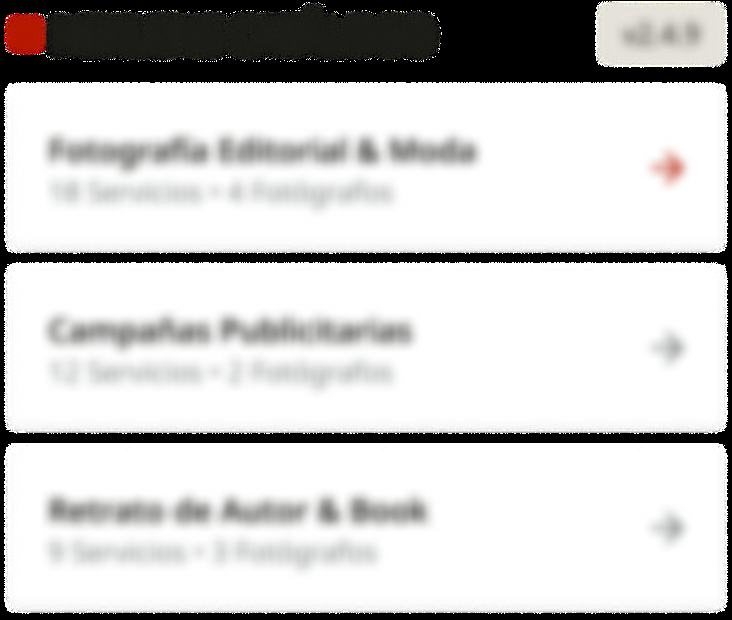 v2.4.9
Fotografía Editorial & Moda
18 Servicios • 4 Fotógrafos
Campañas Publicitarias
12 Servicios • 2 Fotógrafos
Retrato de Autor & Book
9 Servicios • 3 Fotógrafos